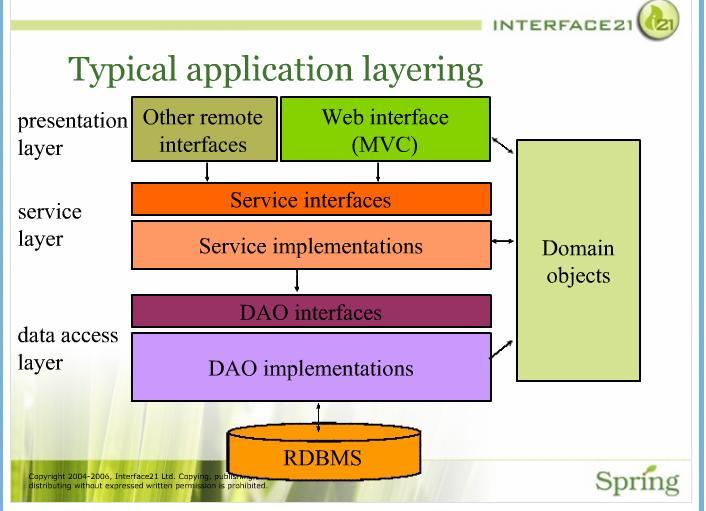 INTERFACE21
i21
Typical application layering
presentation
layer
Other remote
interfaces
Web interface
(MVC)
service
layer
Service interfaces
Service implementations
Domain
objects
data access
layer
DAO interfaces
DAO implementations
RDBMS
Copyright 2004-2006, Interface21 Ltd. Copying, publishing,
distributing without expressed written permission is prohibited.
Spring